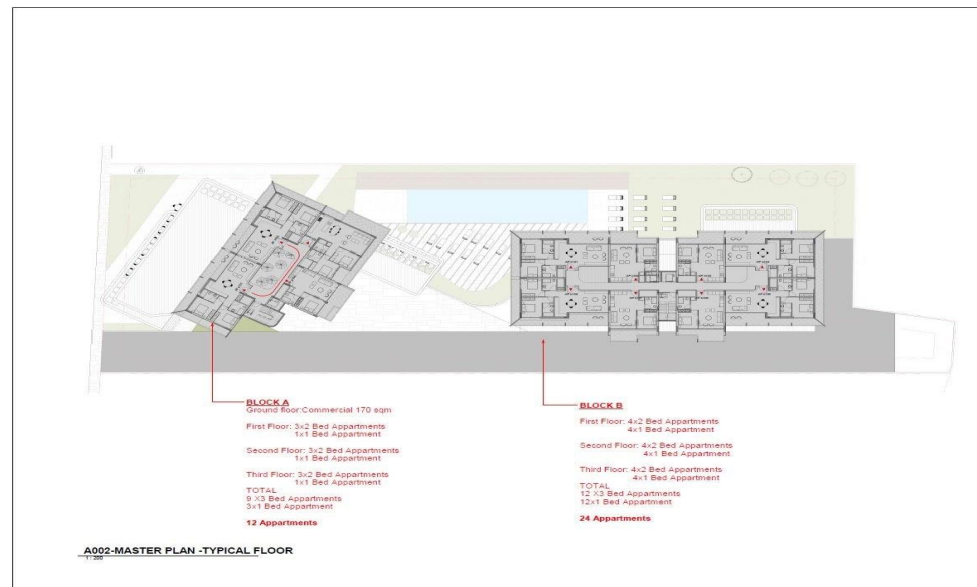 BLOCK A
Ground floor:Commercial 170 sqm
First Floor: 3x2 Bed Appartments
1x1 Bed Appartment
Second Floor: 3x2 Bed Appartments
1x1 Bed Appartment
Third Floor: 3x2 Bed Appartments
1x1 Bed Appartment
TOTAL
9 X3 Bed Appartments
3x1 Bed Appartment
12 Appartments
BLOCK B
First Floor: 4x2 Bed Appartments
4x1 Bed Appartment
Second Floor: 4x2 Bed Appartments
4x1 Bed Appartment
Third Floor: 4x2 Bed Appartments
4x1 Bed Appartment
TOTAL
12 X3 Bed Appartments
12x1 Bed Appartment
24 Appartments
A002-MASTER PLAN -TYPICAL FLOOR
1 : 200